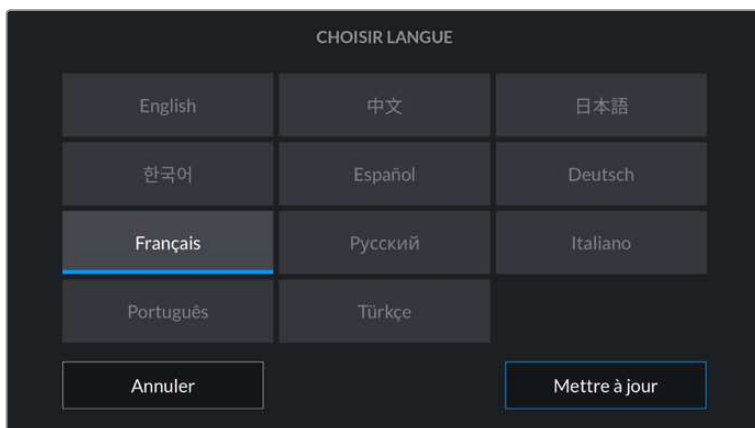 CHOISIR LANGUE
English 中文 日本語
한국어 Español Deutsch
Français Русский Italiano
Português Türkçe
Annuler Mettre à jour